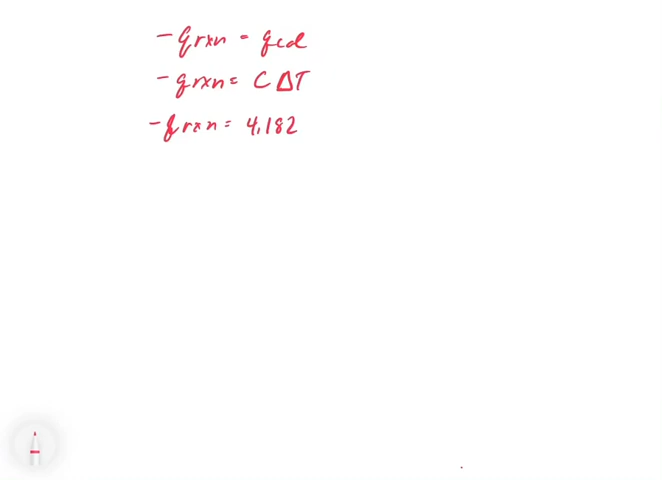 -qrxn = qcal
-qrxn = CΔT
-qrxn = 4.182